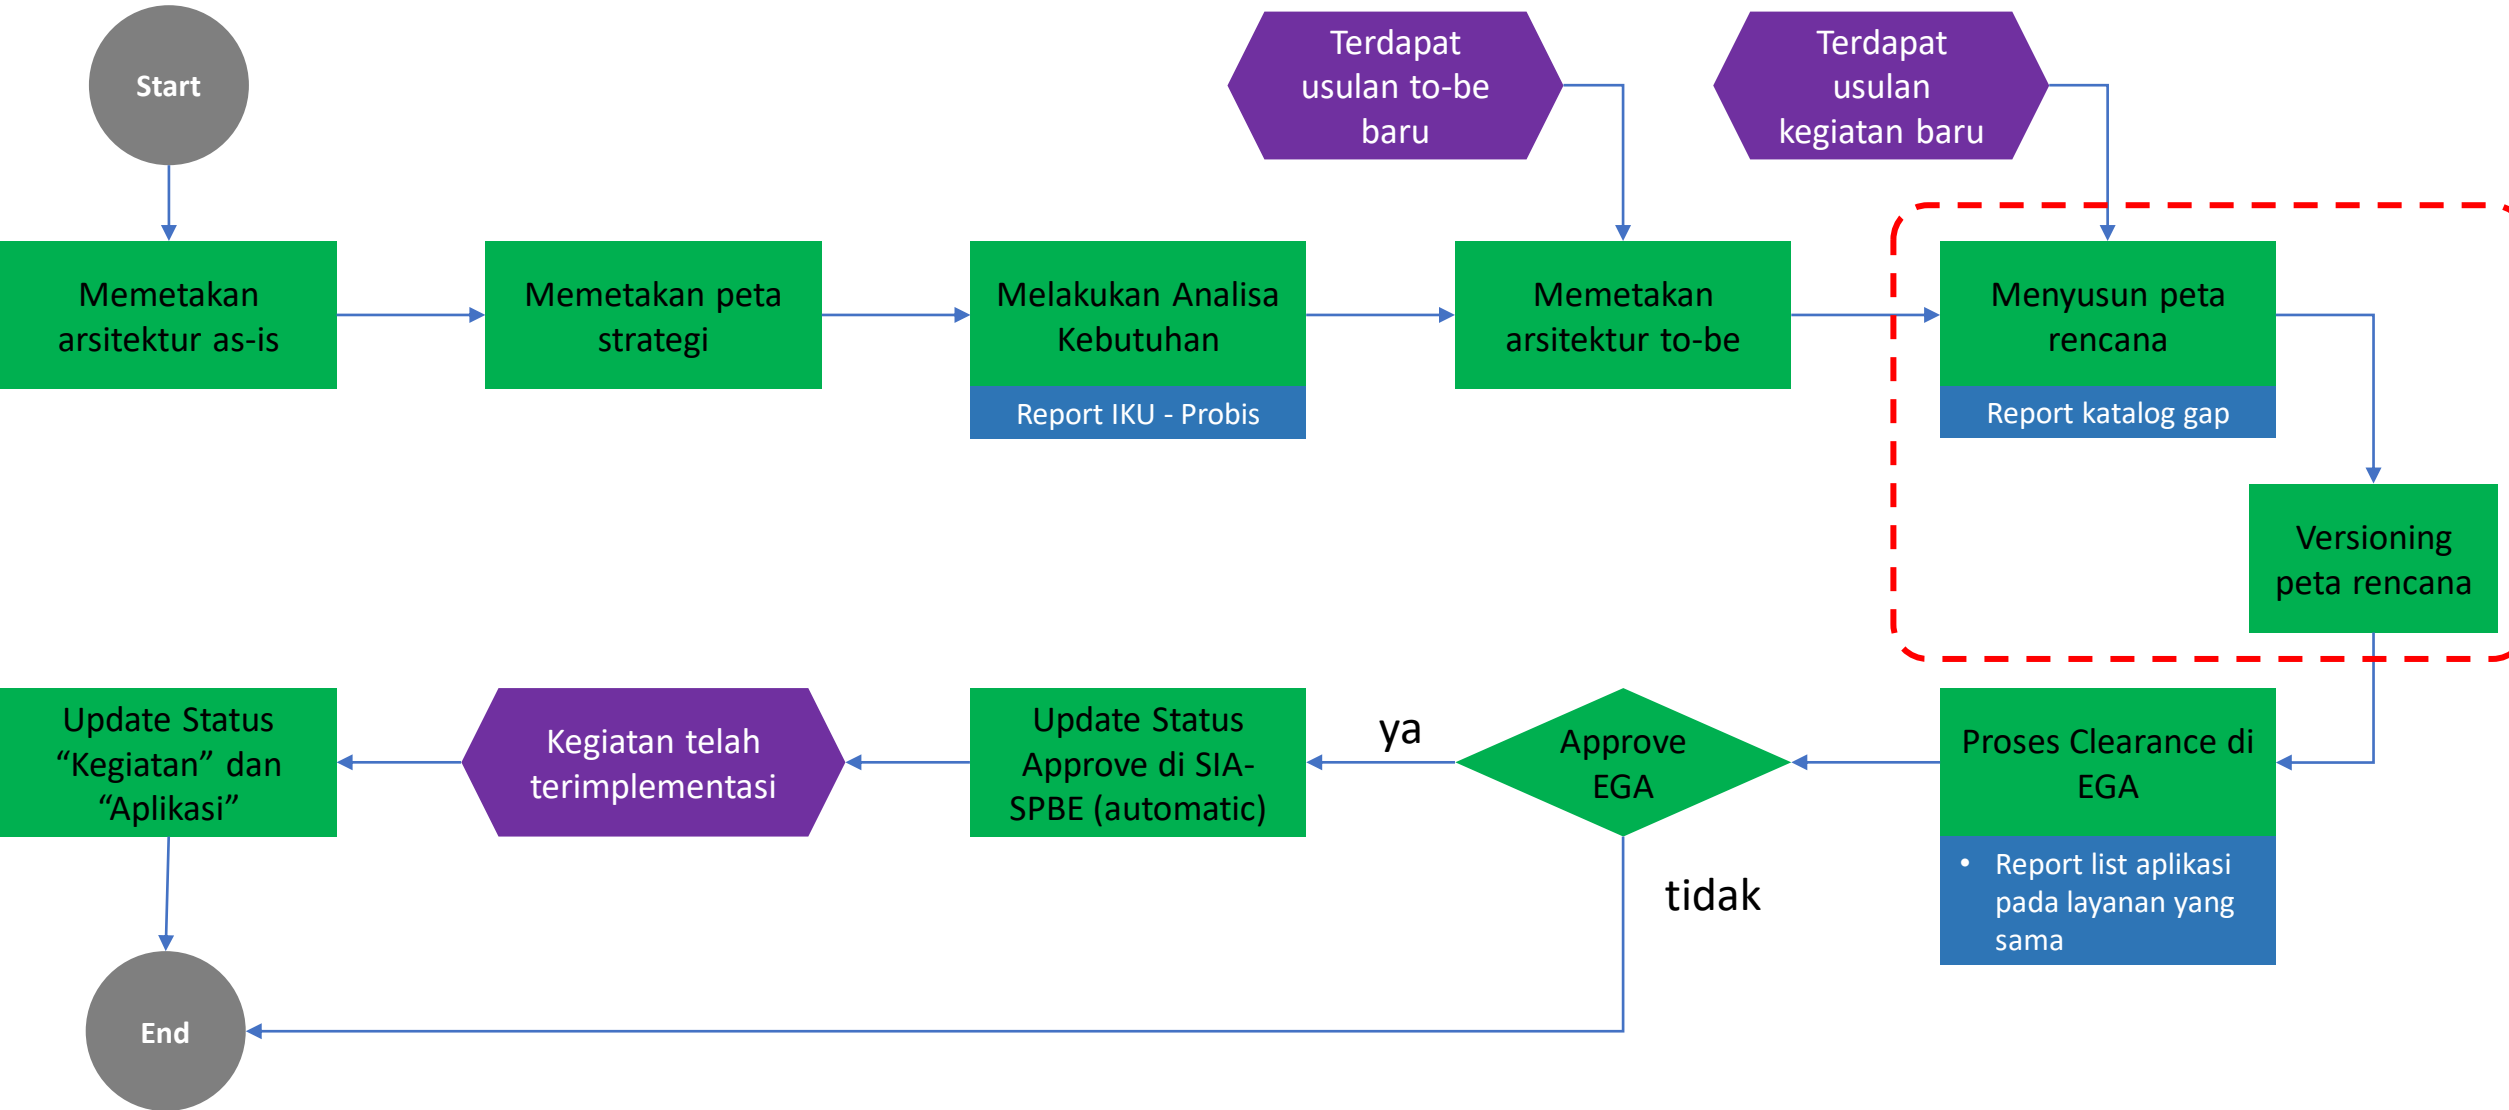 Start
Terdapat
usulan to-be
baru
Terdapat
usulan
kegiatan baru
Memetakan
arsitektur as-is
Memetakan peta
strategi
Melakukan Analisa
Kebutuhan
Report IKU - Probis
Memetakan
arsitektur to-be
Menyusun peta
rencana
Report katalog gap
Versioning
peta rencana
Proses Clearance di
EGA
• Report list aplikasi
pada layanan yang
sama
Approve
EGA
ya
tidak
Update Status
Approve di SIA-
SPBE (automatic)
Kegiatan telah
terimplementasi
Update Status
“Kegiatan” dan
“Aplikasi”
End